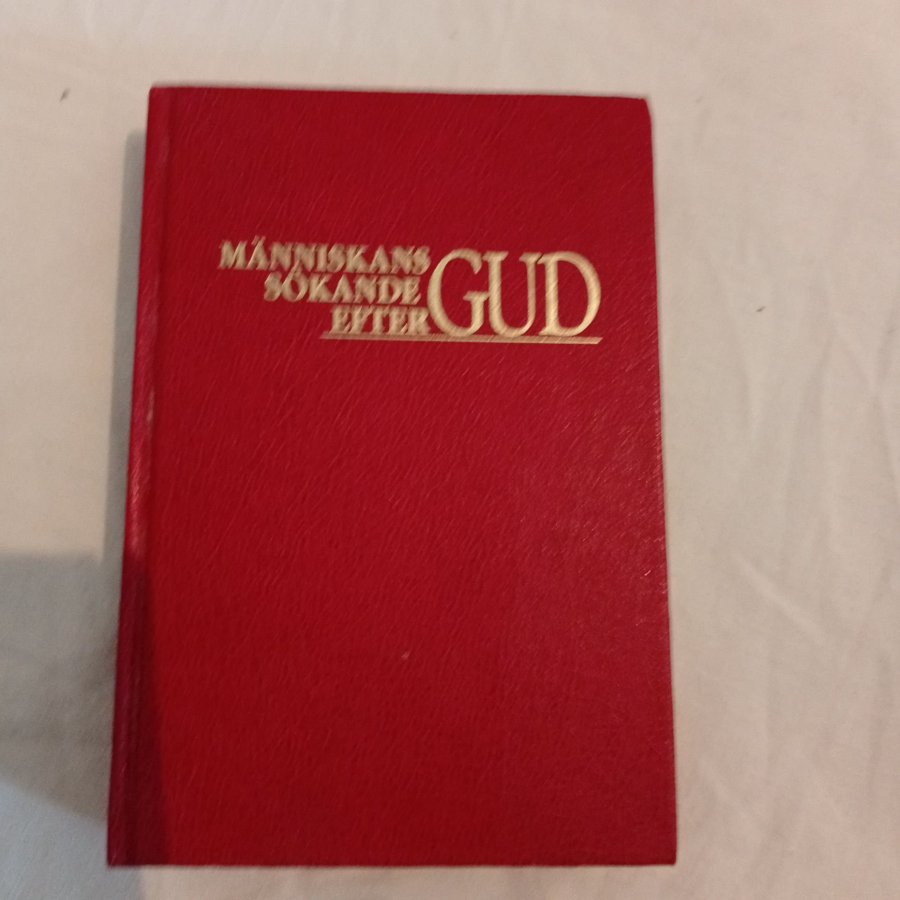 MÄNNISKANS
SÖKANDE
EFTER GUD